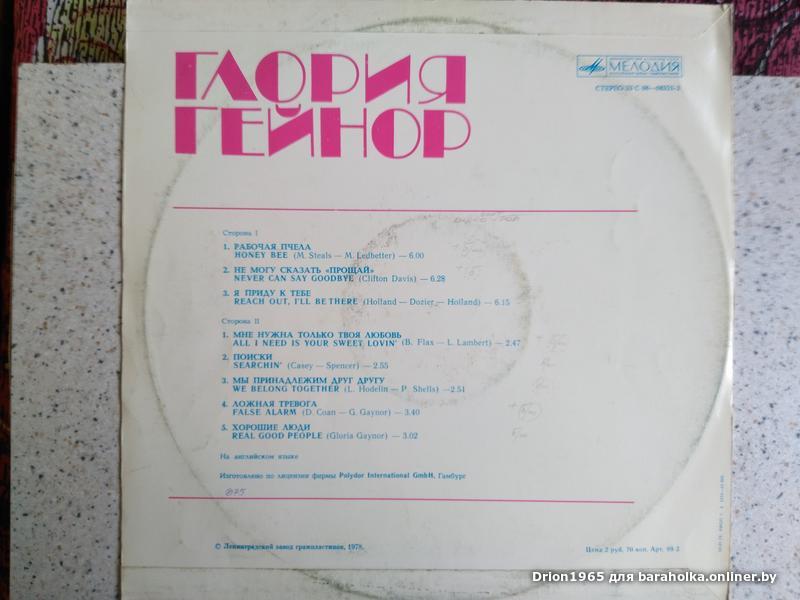 ГЛОРИЯ
ГЕЙНОР
МЕЛОДИЯ
Сторона I
1. РАБОЧАЯ ПЧЕЛА
HONEY BEE (M. Steals — M. Ledbetter) — 6.00
2. НЕ МОГУ СКАЗАТЬ «ПРОЩАЙ»
NEVER CAN SAY GOODBYE (Clifton Davis) — 6.28
3. Я ПРИДУ К ТЕБЕ
REACH OUT, I'LL BE THERE (Holland — Dozier — Holland) — 6.15
Сторона II
1. МНЕ НУЖНА ТОЛЬКО ТВОЯ ЛЮБОВЬ
ALL I NEED IS YOUR SWEET LOVIN' (B. Flax — L. Lambert) — 2.47
2. ПОИСКИ
SEARCHIN' (Casey — Spencer) — 2.55
3. МЫ ПРИНАДЛЕЖИМ ДРУГ ДРУГУ
WE BELONG TOGETHER (L. Hodelin — P. Shells) —2.51
4. ЛОЖНАЯ ТРЕВОГА
FALSE ALARM (D. Coan — G. Gaynor) — 3.40
5. ХОРОШИЕ ЛЮДИ
REAL GOOD PEOPLE (Gloria Gaynor) — 3.02
На английском языке
Изготовлено по лицензии фирмы Polydor International GmbH, Гамбург
℗75
© Ленинградский завод грампластинок, 1978.
Цена 2 руб. 70 коп. Арт. 09-2
Drion1965 для baraholka.onliner.by